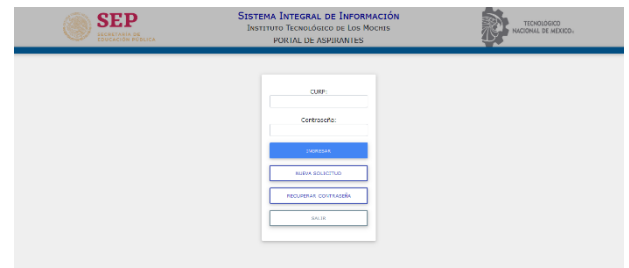 SEP
SECRETARÍA DE
EDUCACIÓN PÚBLICA
SISTEMA INTEGRAL DE INFORMACIÓN
INSTITUTO TECNOLÓGICO DE LOS MOCHIS
PORTAL DE ASPIRANTES
TECNOLÓGICO
NACIONAL DE MÉXICO®
CURP:
Contraseña:
INGRESAR
NUEVA SOLICITUD
RECUPERAR CONTRASEÑA
SALIR